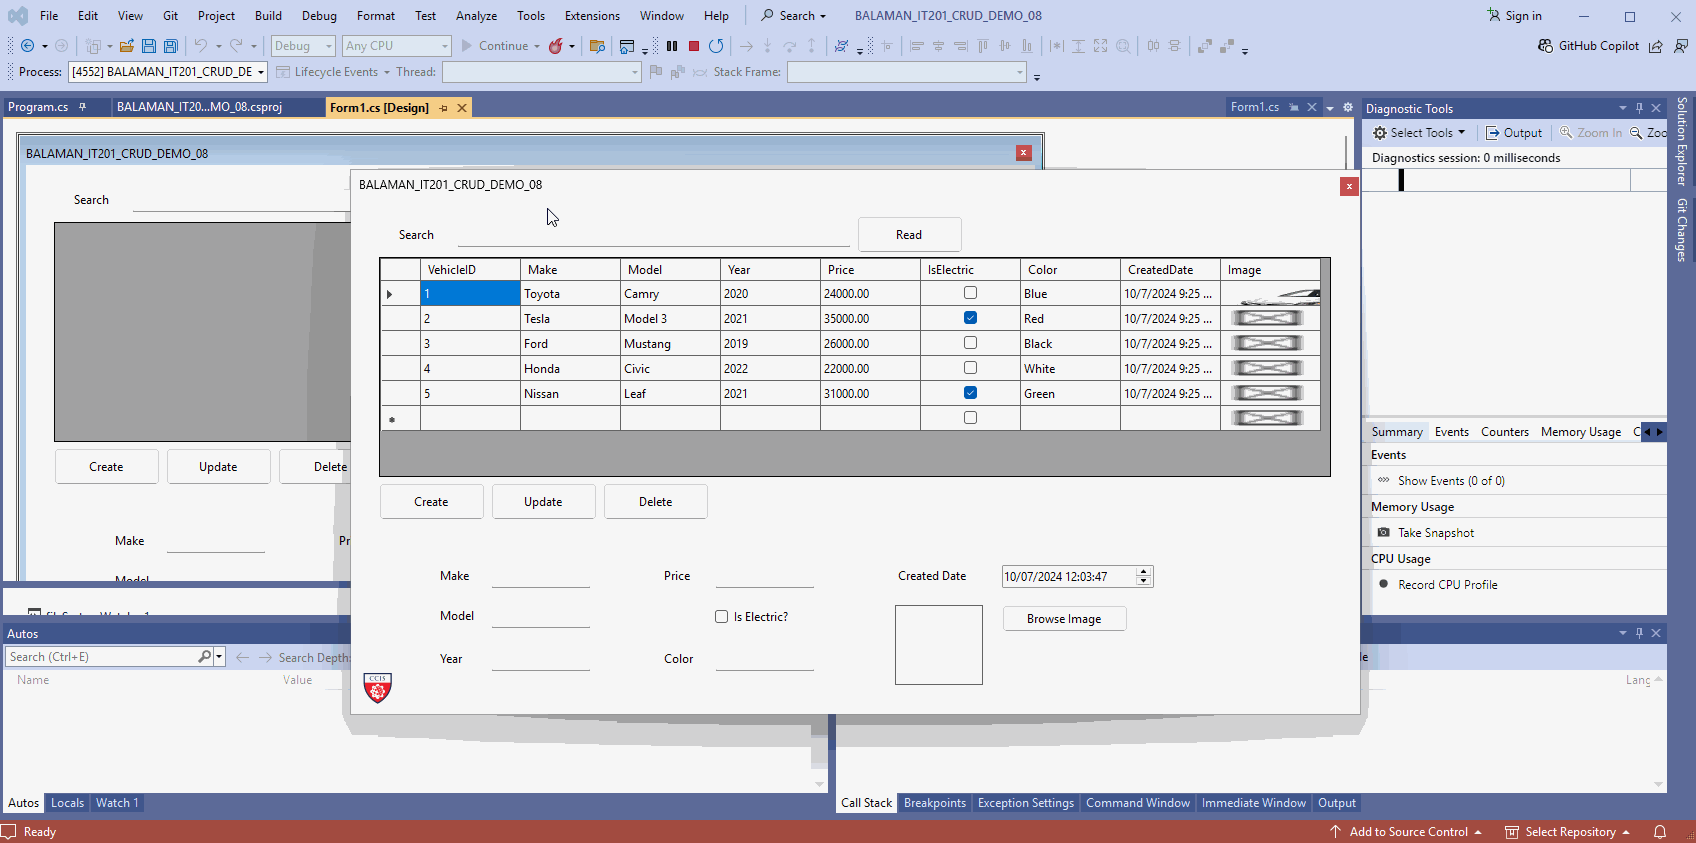 File Edit View Git Project Build Debug Format Test Analyze Tools Extensions Window Help Search BALAMAN_IT201_CRUD_DEMO_08 Sign in
Debug Any CPU Continue GitHub Copilot
Process: [4552] BALAMAN_IT201_CRUD_DE Lifecycle Events Thread: Stack Frame:
Program.cs BALAMAN_IT20...MO_08.csproj Form1.cs [Design] Form1.cs
Diagnostic Tools
Select Tools Output Zoom In Zoo
Diagnostics session: 0 milliseconds
Solution Explorer
Git Changes
BALAMAN_IT201_CRUD_DEMO_08
Search
Create Update Delete
Make Pr
Model
BALAMAN_IT201_CRUD_DEMO_08
Search Read
VehicleID Make Model Year Price IsElectric Color CreatedDate Image
1 Toyota Camry 2020 24000.00 Blue 10/7/2024 9:25 ...
2 Tesla Model 3 2021 35000.00 Red 10/7/2024 9:25 ...
3 Ford Mustang 2019 26000.00 Black 10/7/2024 9:25 ...
4 Honda Civic 2022 22000.00 White 10/7/2024 9:25 ...
5 Nissan Leaf 2021 31000.00 Green 10/7/2024 9:25 ...
Create Update Delete
Make Price Created Date 10/07/2024 12:03:47
Model Is Electric? Browse Image
Year Color
CCIS
Summary Events Counters Memory Usage C
Events
Show Events (0 of 0)
Memory Usage
Take Snapshot
CPU Usage
Record CPU Profile
Autos
Search (Ctrl+E) Search Depth:
Name Value
le
Lang
Autos Locals Watch 1
Call Stack Breakpoints Exception Settings Command Window Immediate Window Output
Ready Add to Source Control Select Repository